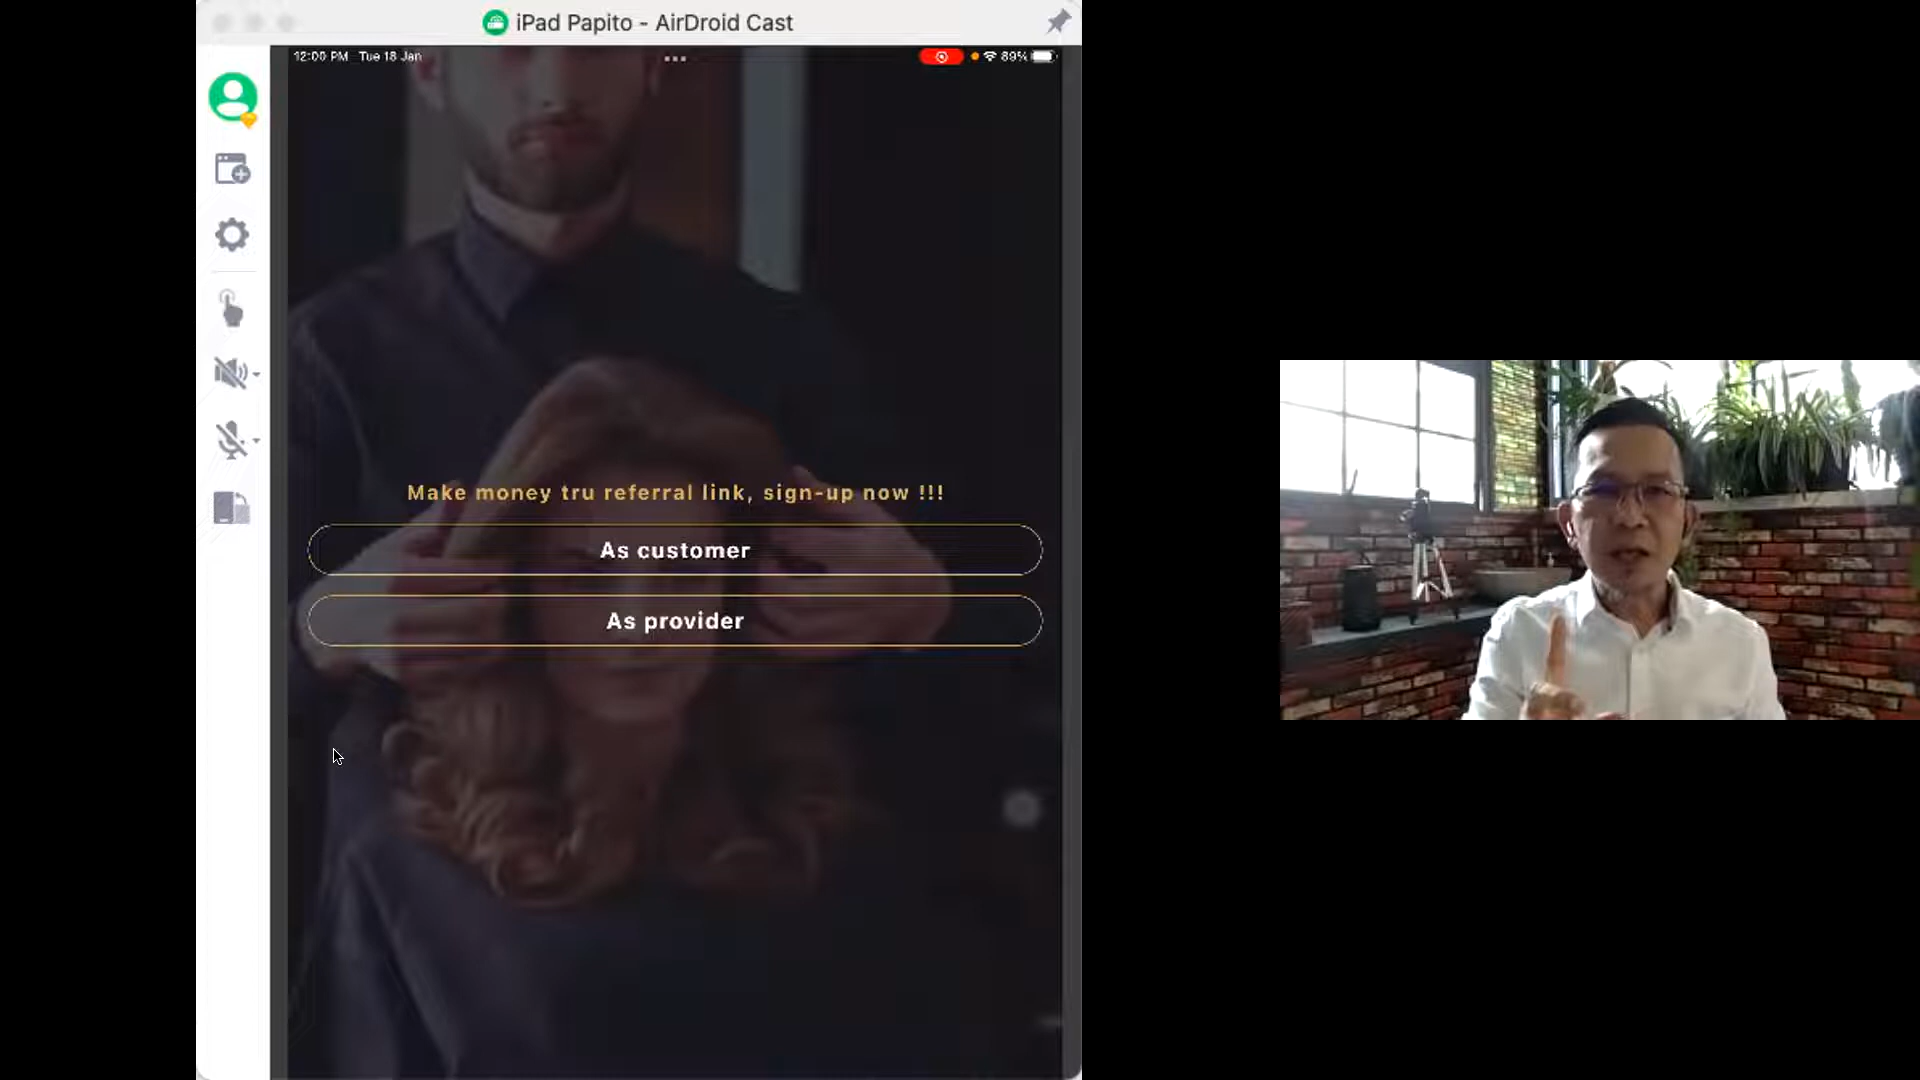 iPad Papito - AirDroid Cast
12:00 PM Tue 18 Jan
89%
Make money tru referral link, sign-up now !!!
As customer
As provider